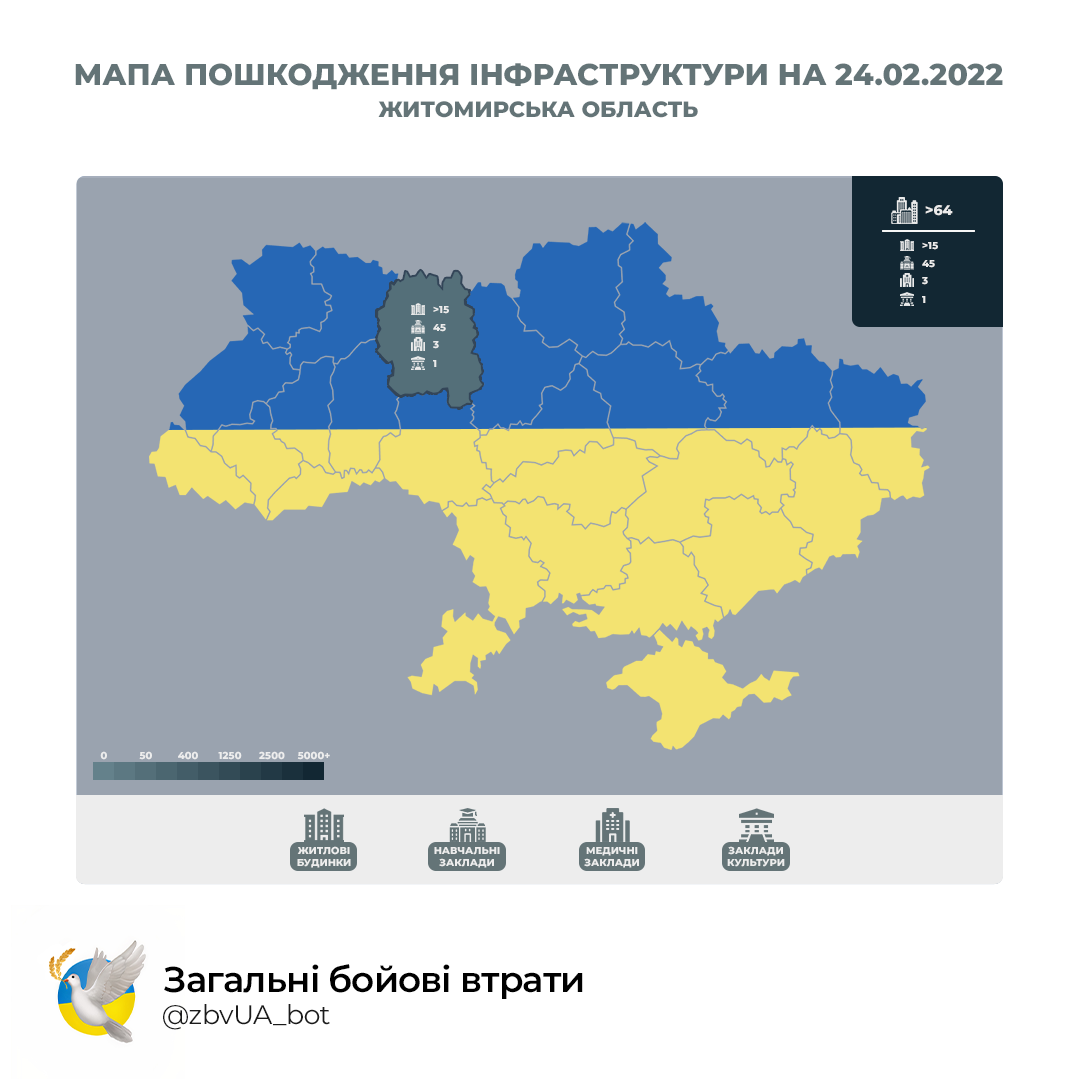 МАПА ПОШКОДЖЕННЯ ІНФРАСТРУКТУРИ НА 24.02.2022
ЖИТОМИРСЬКА ОБЛАСТЬ
>64
>15
45
3
1
>15
45
3
1
0 50 400 1250 2500 5000+
ЖИТЛОВІ
БУДИНКИ
НАВЧАЛЬНІ
ЗАКЛАДИ
МЕДИЧНІ
ЗАКЛАДИ
ЗАКЛАДИ
КУЛЬТУРИ
Загальні бойові втрати
@zbvUA_bot